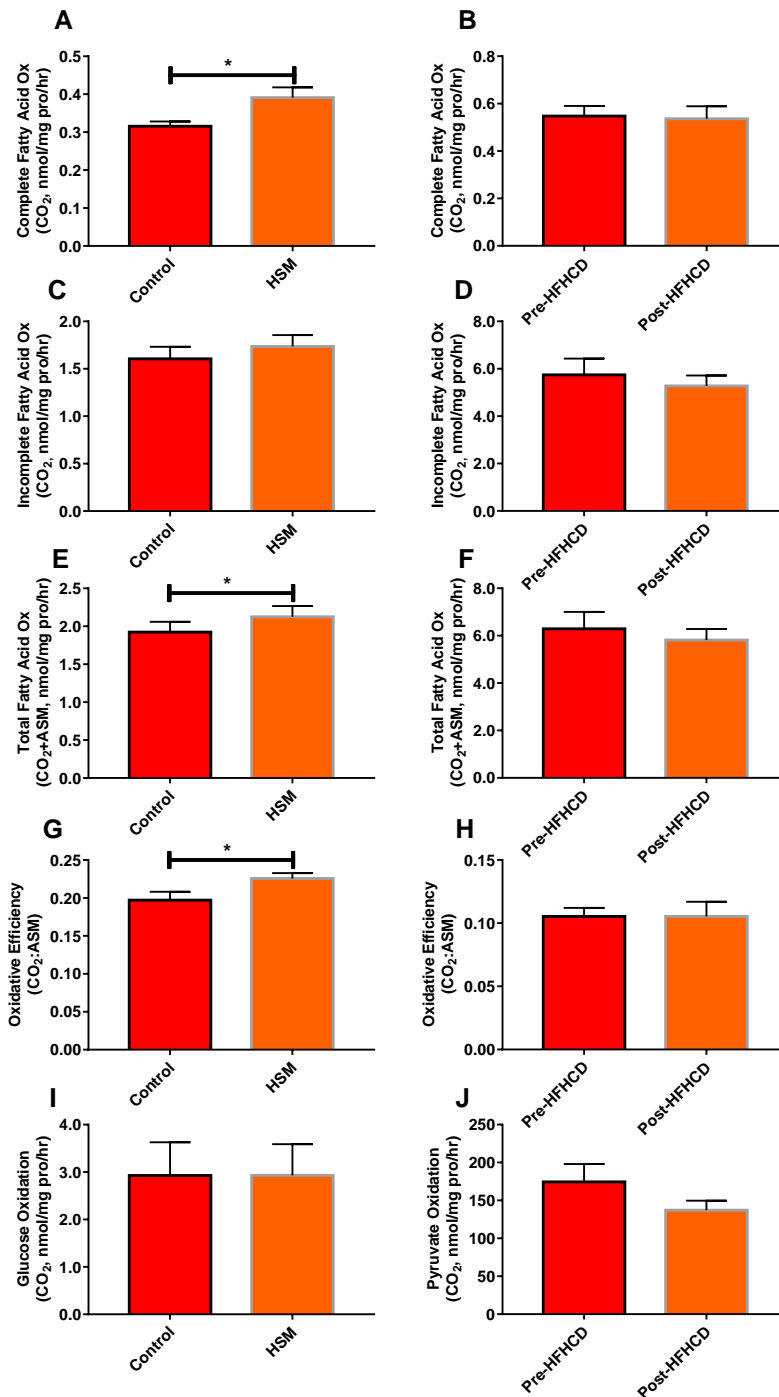 A
Complete Fatty Acid Ox
(CO₂, nmol/mg pro/hr)
0.5
0.4
0.3
0.2
0.1
0.0
*
Control
HSM
B
Complete Fatty Acid Ox
(CO₂, nmol/mg pro/hr)
0.8
0.6
0.4
0.2
0.0
Pre-HFHCD
Post-HFHCD
C
Incomplete Fatty Acid Ox
(CO₂, nmol/mg pro/hr)
2.0
1.5
1.0
0.5
0.0
Control
HSM
D
Incomplete Fatty Acid Ox
(CO₂, nmol/mg pro/hr)
8.0
6.0
4.0
2.0
0.0
Pre-HFHCD
Post-HFHCD
E
Total Fatty Acid Ox
(CO₂+ASM, nmol/mg pro/hr)
2.5
2.0
1.5
1.0
0.5
0.0
*
Control
HSM
F
Total Fatty Acid Ox
(CO₂+ASM, nmol/mg pro/hr)
8.0
6.0
4.0
2.0
0.0
Pre-HFHCD
Post-HFHCD
G
Oxidative Efficiency
(CO₂:ASM)
0.25
0.20
0.15
0.10
0.05
0.00
*
Control
HSM
H
Oxidative Efficiency
(CO₂:ASM)
0.15
0.10
0.05
0.00
Pre-HFHCD
Post-HFHCD
I
Glucose Oxidation
(CO₂, nmol/mg pro/hr)
4.0
3.0
2.0
1.0
0.0
Control
HSM
J
Pyruvate Oxidation
(CO₂, nmol/mg pro/hr)
250
200
150
100
50
0
Pre-HFHCD
Post-HFHCD